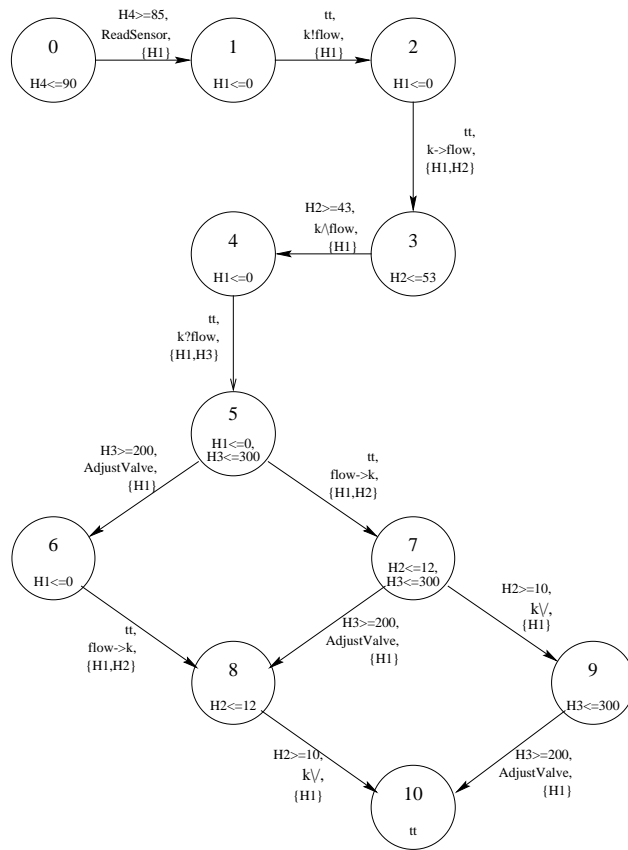 0
H4<=90
H4>=85,
ReadSensor,
{H1}
1
H1<=0
tt,
k!flow,
{H1}
2
H1<=0
tt,
k->flow,
{H1,H2}
3
H2<=53
H2>=43,
k/\flow,
{H1}
4
H1<=0
tt,
k?flow,
{H1,H3}
5
H1<=0,
H3<=300
H3>=200,
AdjustValve,
{H1}
tt,
flow->k,
{H1,H2}
6
H1<=0
7
H2<=12,
H3<=300
tt,
flow->k,
{H1,H2}
H3>=200,
AdjustValve,
{H1}
H2>=10,
k\/,
{H1}
8
H2<=12
9
H3<=300
H2>=10,
k\/,
{H1}
H3>=200,
AdjustValve,
{H1}
10
tt